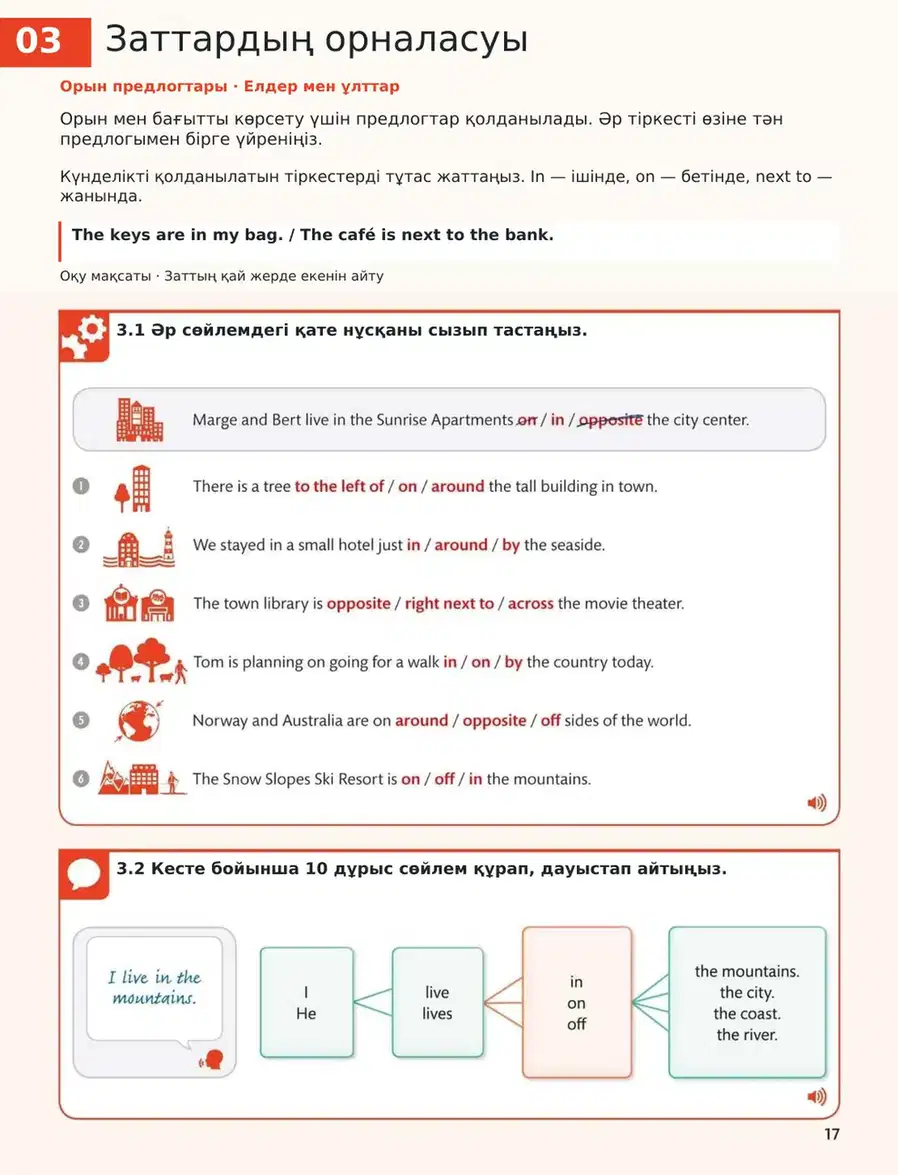 03
Заттардың орналасуы
Орын предлогтары · Елдер мен ұлттар
Орын мен бағытты көрсету үшін предлогтар қолданылады. Әр тіркесті өзіне тән
предлогымен бірге үйреніңіз.
Күнделікті қолданылатын тіркестерді тұтас жаттаңыз. In — ішінде, on — бетінде, next to —
жанында.
The keys are in my bag. / The café is next to the bank.
Оқу мақсаты · Заттың қай жерде екенін айту
3.1 Әр сөйлемдегі қате нұсқаны сызып тастаңыз.
Marge and Bert live in the Sunrise Apartments on / in / opposite the city center.
1 There is a tree to the left of / on / around the tall building in town.
2 We stayed in a small hotel just in / around / by the seaside.
3 The town library is opposite / right next to / across the movie theater.
4 Tom is planning on going for a walk in / on / by the country today.
5 Norway and Australia are on around / opposite / off sides of the world.
6 The Snow Slopes Ski Resort is on / off / in the mountains.
3.2 Кесте бойынша 10 дұрыс сөйлем құрап, дауыстап айтыңыз.
I live in the
mountains.
I
He
live
lives
in
on
off
the mountains.
the city.
the coast.
the river.
17